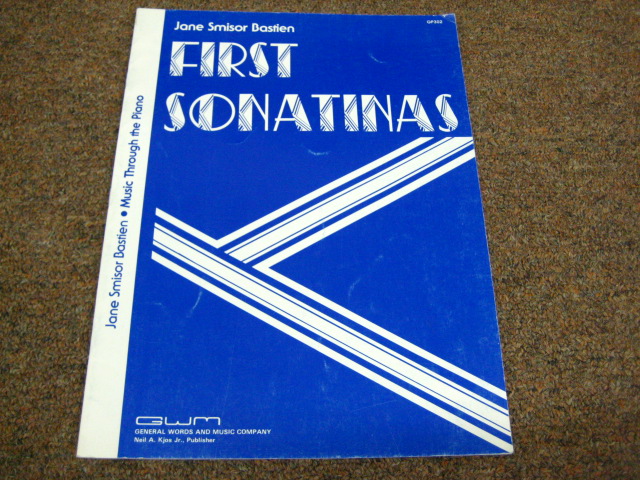 Jane Smisor Bastien
GP302
FIRST
SONATINAS
Jane Smisor Bastien • Music Through the Piano
GWM
GENERAL WORDS AND MUSIC COMPANY
Neil A. Kjos Jr., Publisher